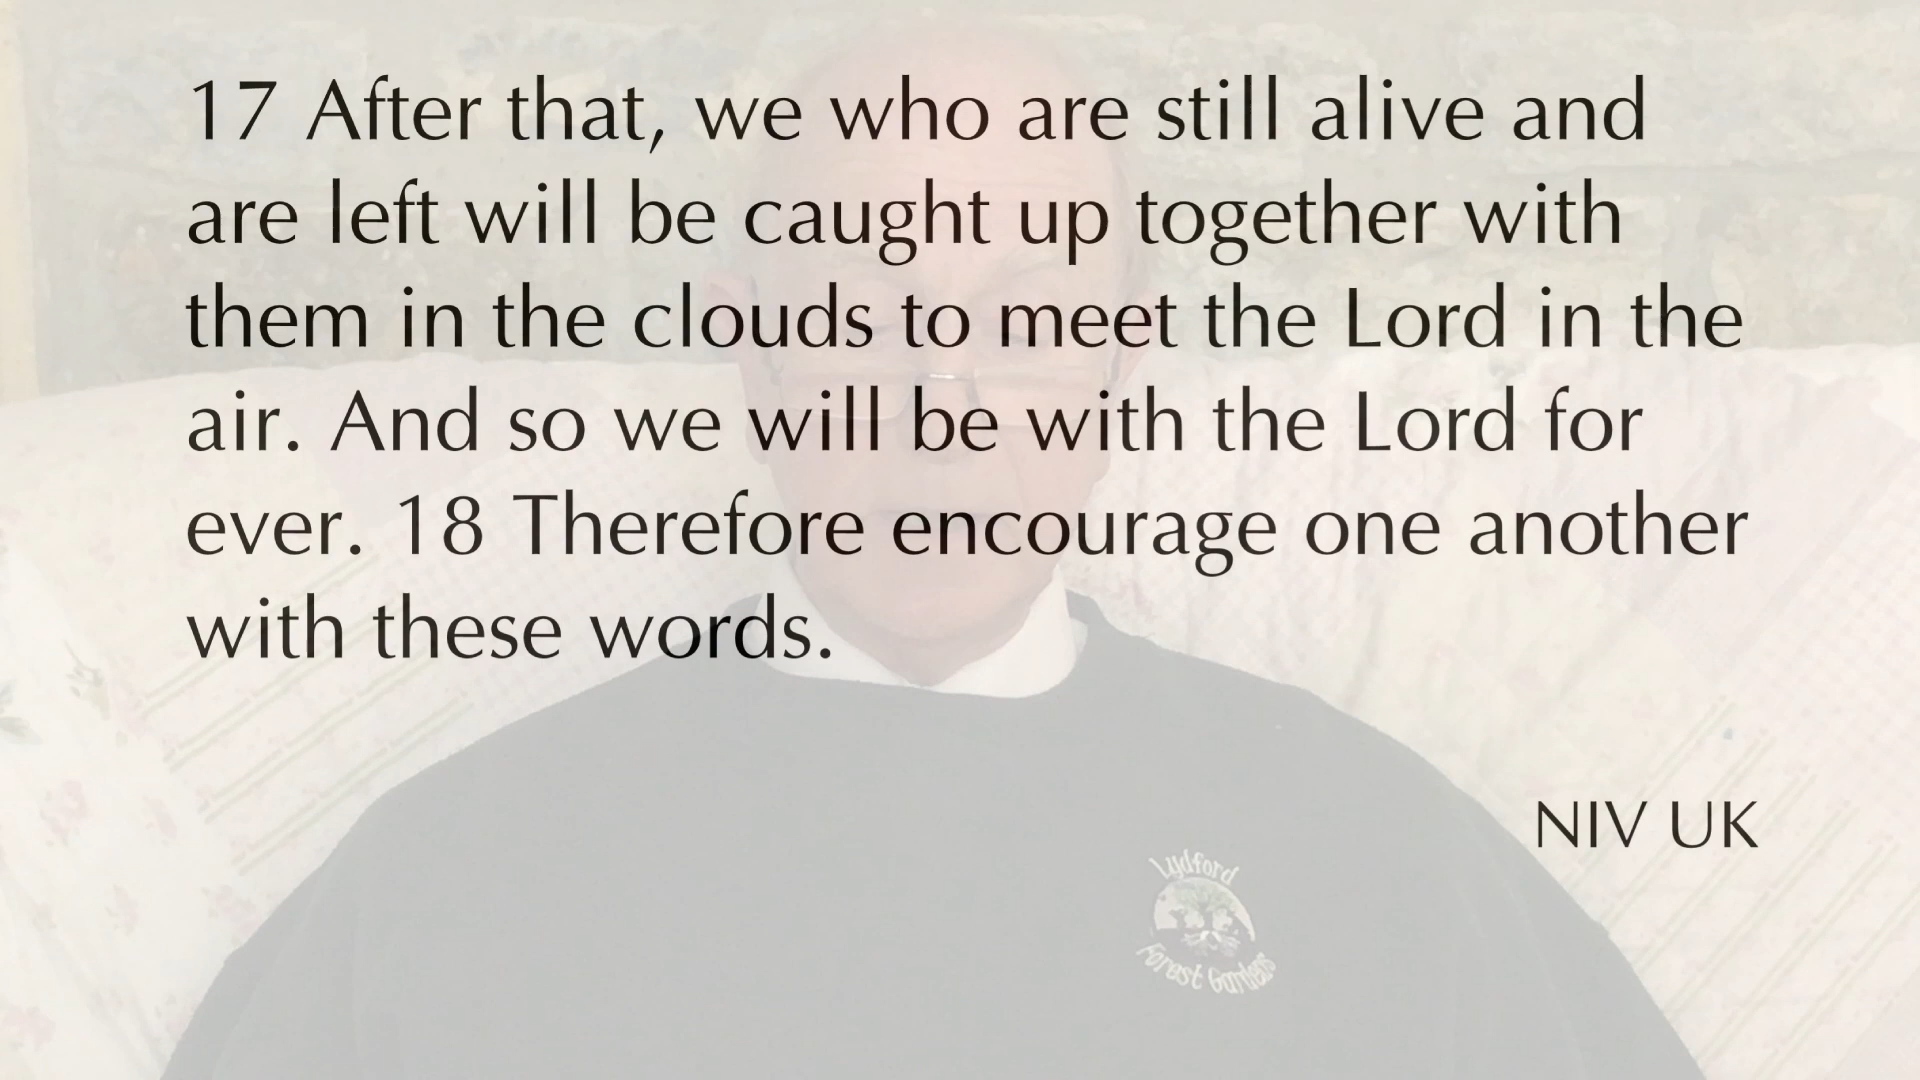 17 After that, we who are still alive and
are left will be caught up together with
them in the clouds to meet the Lord in the
air. And so we will be with the Lord for
ever. 18 Therefore encourage one another
with these words.
NIV UK
Lydford
Forest Gardens